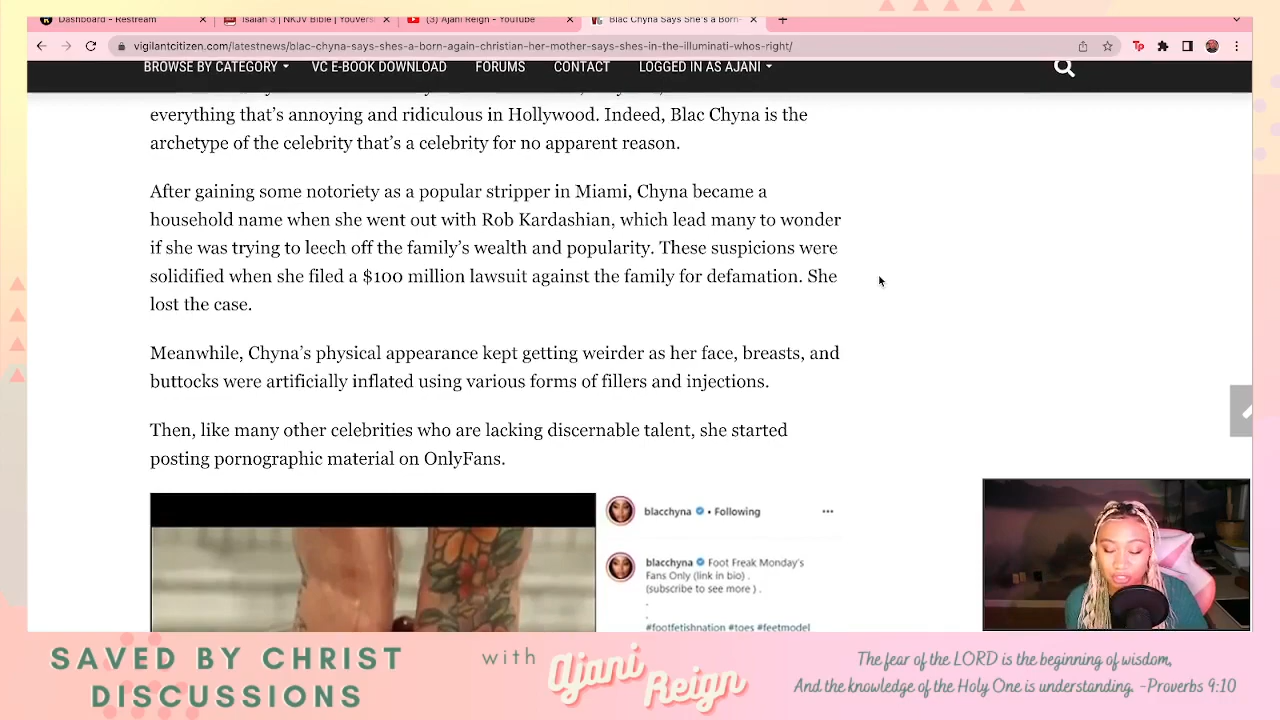 Dashboard - Restream
Isaiah 3 | NKJV Bible | YouVers
(3) Ajani Reign - YouTube
Blac Chyna Says She's a Born-
vigilantcitizen.com/latestnews/blac-chyna-says-shes-a-born-again-christian-her-mother-says-shes-in-the-illuminati-whos-right/
BROWSE BY CATEGORY
VC E-BOOK DOWNLOAD
FORUMS
CONTACT
LOGGED IN AS AJANI
everything that's annoying and ridiculous in Hollywood. Indeed, Blac Chyna is the
archetype of the celebrity that's a celebrity for no apparent reason.
After gaining some notoriety as a popular stripper in Miami, Chyna became a
household name when she went out with Rob Kardashian, which lead many to wonder
if she was trying to leech off the family's wealth and popularity. These suspicions were
solidified when she filed a $100 million lawsuit against the family for defamation. She
lost the case.
Meanwhile, Chyna's physical appearance kept getting weirder as her face, breasts, and
buttocks were artificially inflated using various forms of fillers and injections.
Then, like many other celebrities who are lacking discernable talent, she started
posting pornographic material on OnlyFans.
blacchyna • Following
blacchyna Foot Freak Monday's
Fans Only (link in bio) .
(subscribe to see more ) .
.
.
#footfetishnation #toes #feetmodel
SAVED BY CHRIST
DISCUSSIONS
with
Ajani
Reign
The fear of the LORD is the beginning of wisdom,
And the knowledge of the Holy One is understanding. -Proverbs 9:10